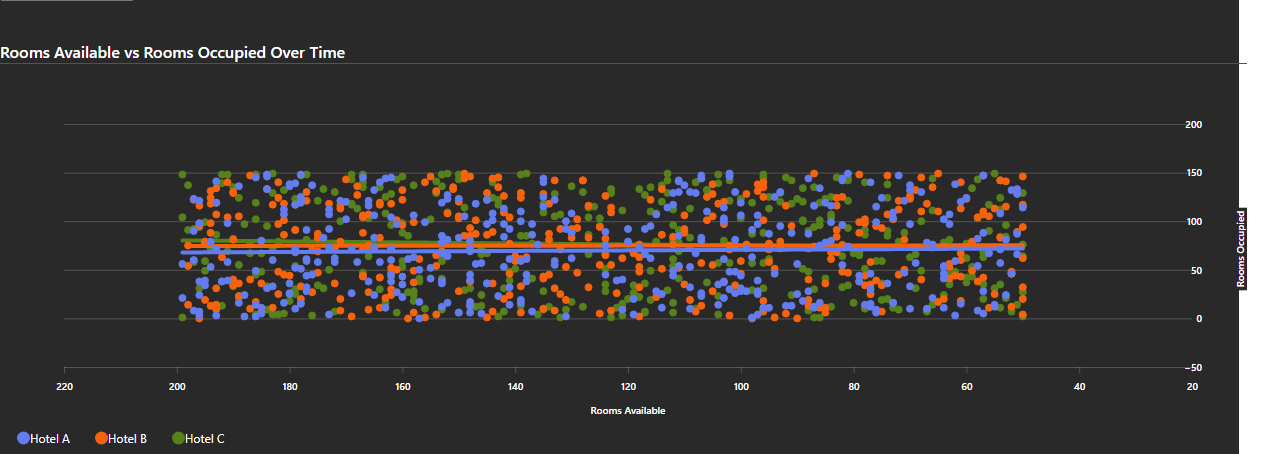 Rooms Available vs Rooms Occupied Over Time
200
150
100
50
0
−50
220 200 180 160 140 120 100 80 60 40 20
Rooms Available
Rooms Occupied
Hotel A Hotel B Hotel C